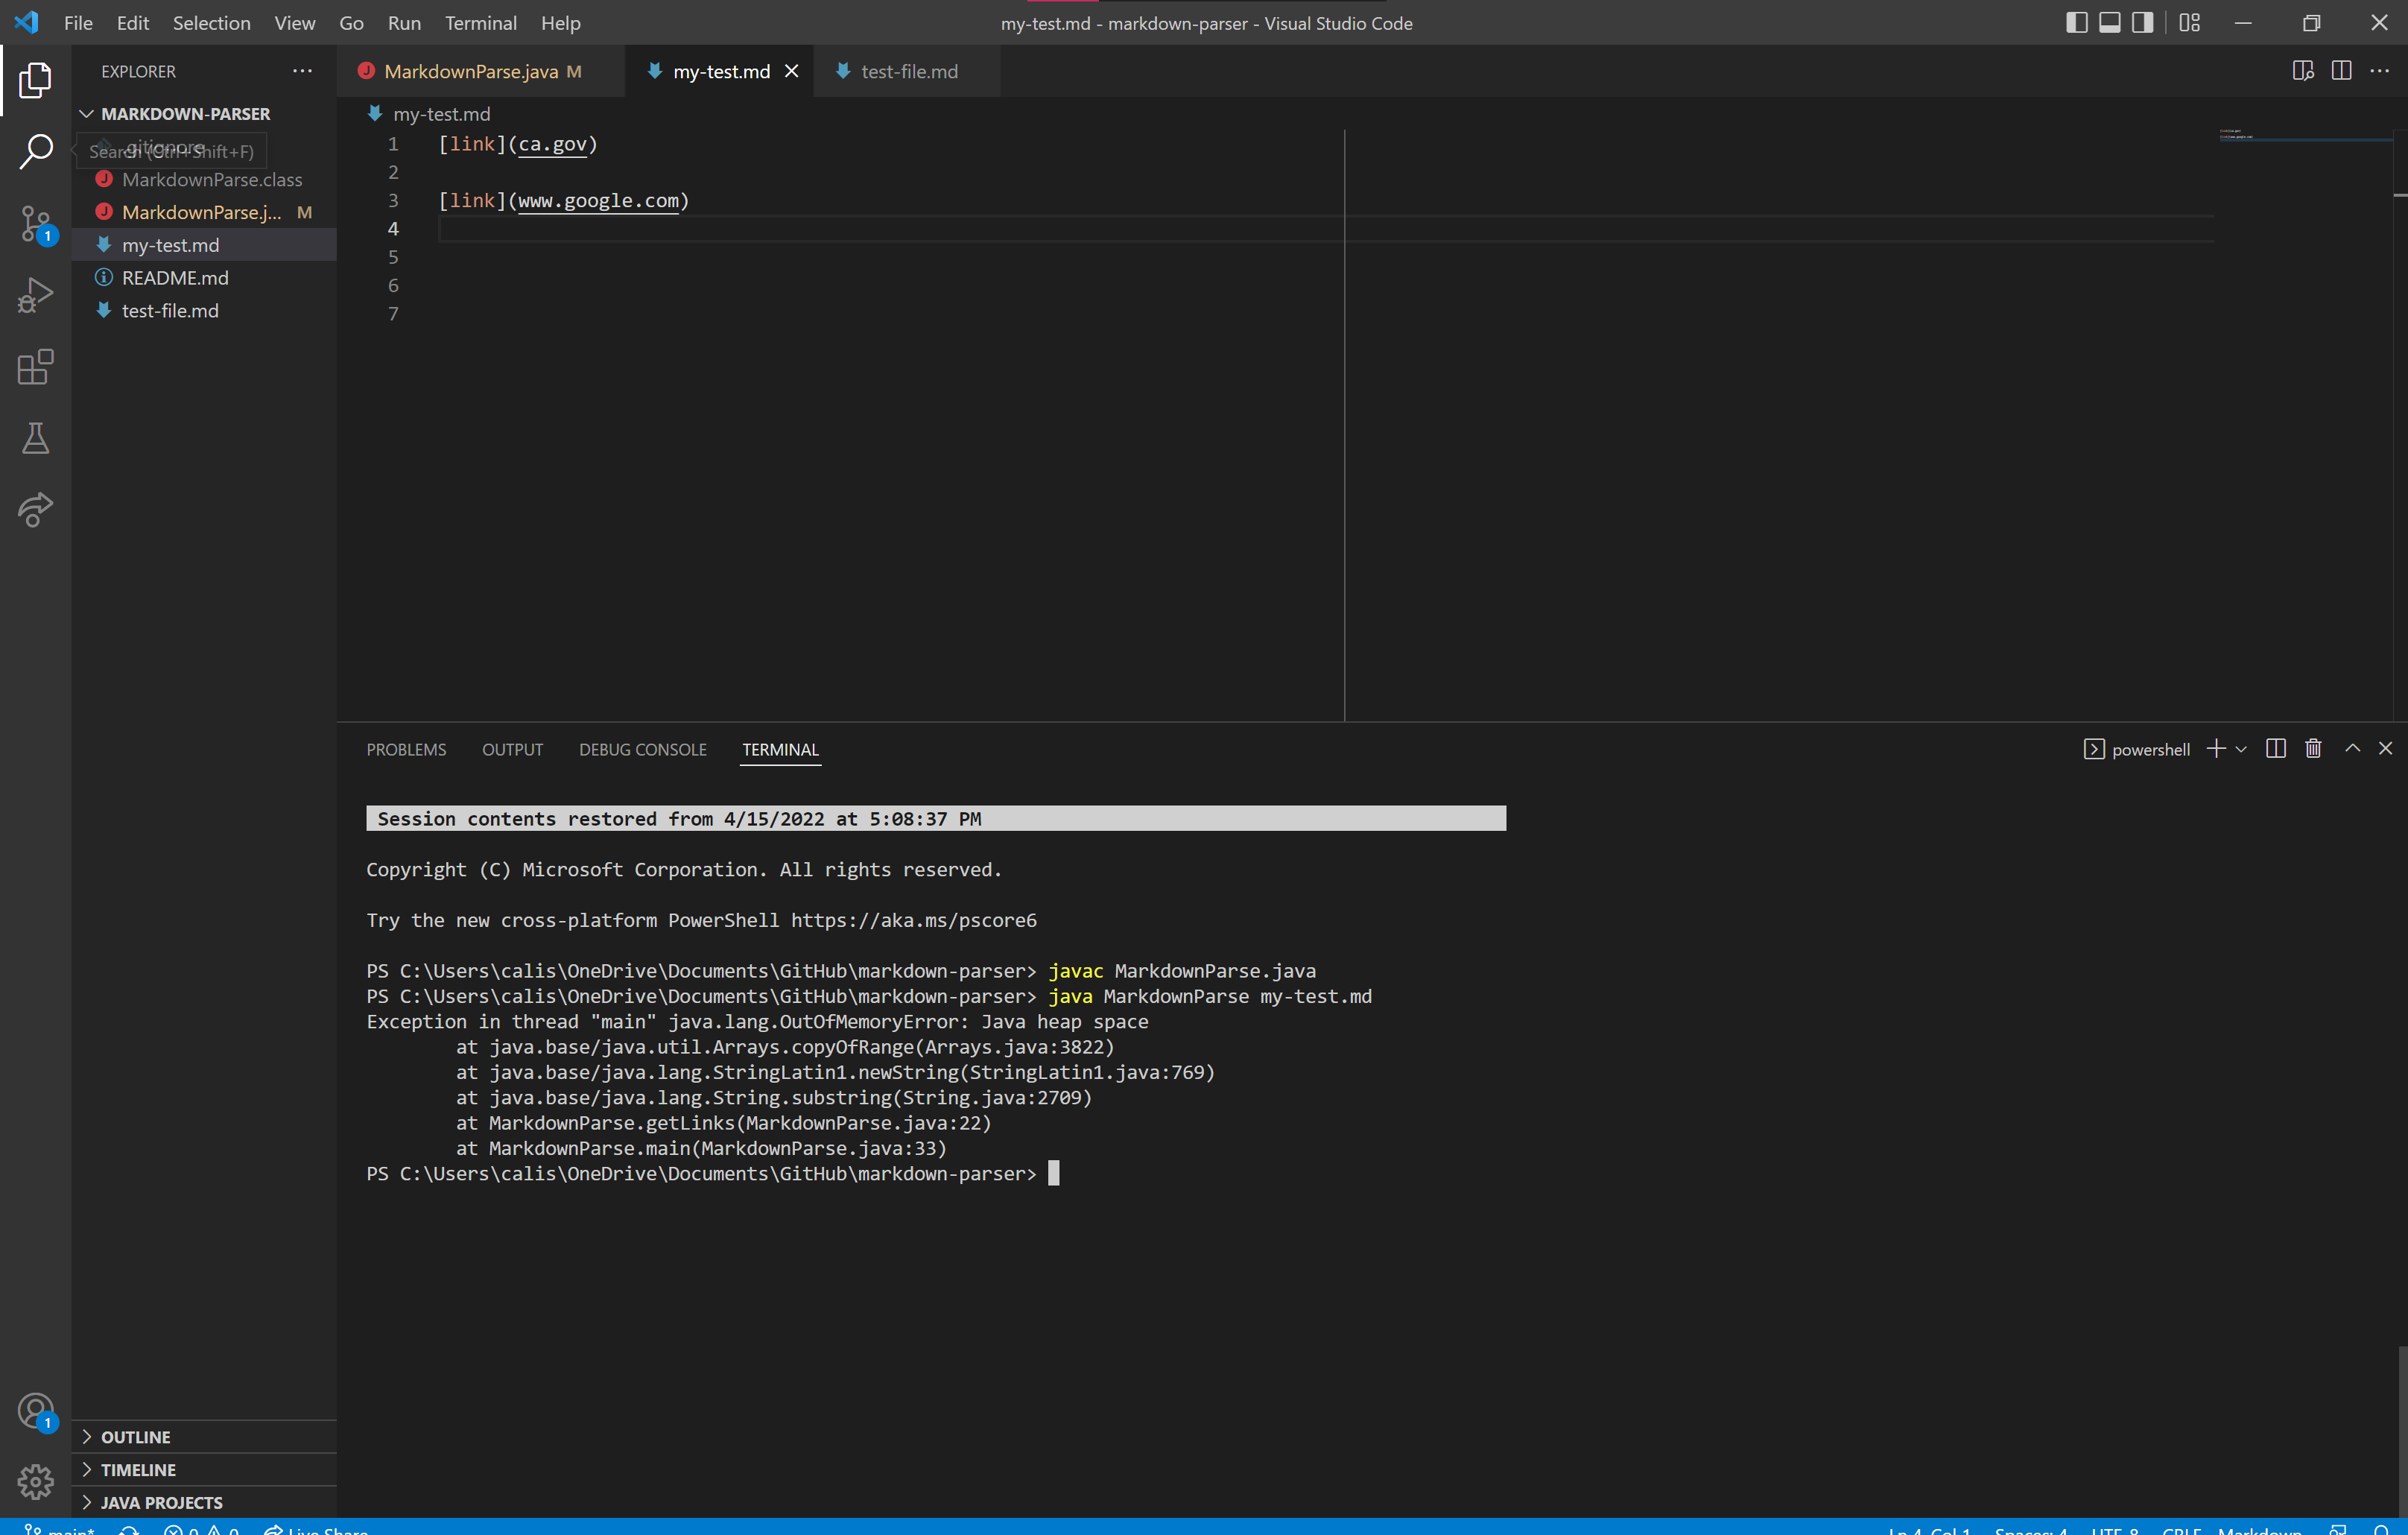 File Edit Selection View Go Run Terminal Help
my-test.md - markdown-parser - Visual Studio Code
EXPLORER
MarkdownParse.java M
my-test.md
test-file.md
MARKDOWN-PARSER
.gitignore
Search (Ctrl+Shift+F)
MarkdownParse.class
MarkdownParse.j... M
my-test.md
README.md
test-file.md
1
1
OUTLINE
TIMELINE
JAVA PROJECTS
my-test.md
1 [link](ca.gov)
2
3 [link](www.google.com)
4
5
6
7
PROBLEMS OUTPUT DEBUG CONSOLE TERMINAL
powershell
Session contents restored from 4/15/2022 at 5:08:37 PM
Copyright (C) Microsoft Corporation. All rights reserved.
Try the new cross-platform PowerShell https://aka.ms/pscore6
PS C:\Users\calis\OneDrive\Documents\GitHub\markdown-parser> javac MarkdownParse.java
PS C:\Users\calis\OneDrive\Documents\GitHub\markdown-parser> java MarkdownParse my-test.md
Exception in thread "main" java.lang.OutOfMemoryError: Java heap space
at java.base/java.util.Arrays.copyOfRange(Arrays.java:3822)
at java.base/java.lang.StringLatin1.newString(StringLatin1.java:769)
at java.base/java.lang.String.substring(String.java:2709)
at MarkdownParse.getLinks(MarkdownParse.java:22)
at MarkdownParse.main(MarkdownParse.java:33)
PS C:\Users\calis\OneDrive\Documents\GitHub\markdown-parser>
main* 0 0 Live Share
Ln 4, Col 1 Spaces: 4 UTF-8 CRLF Markdown